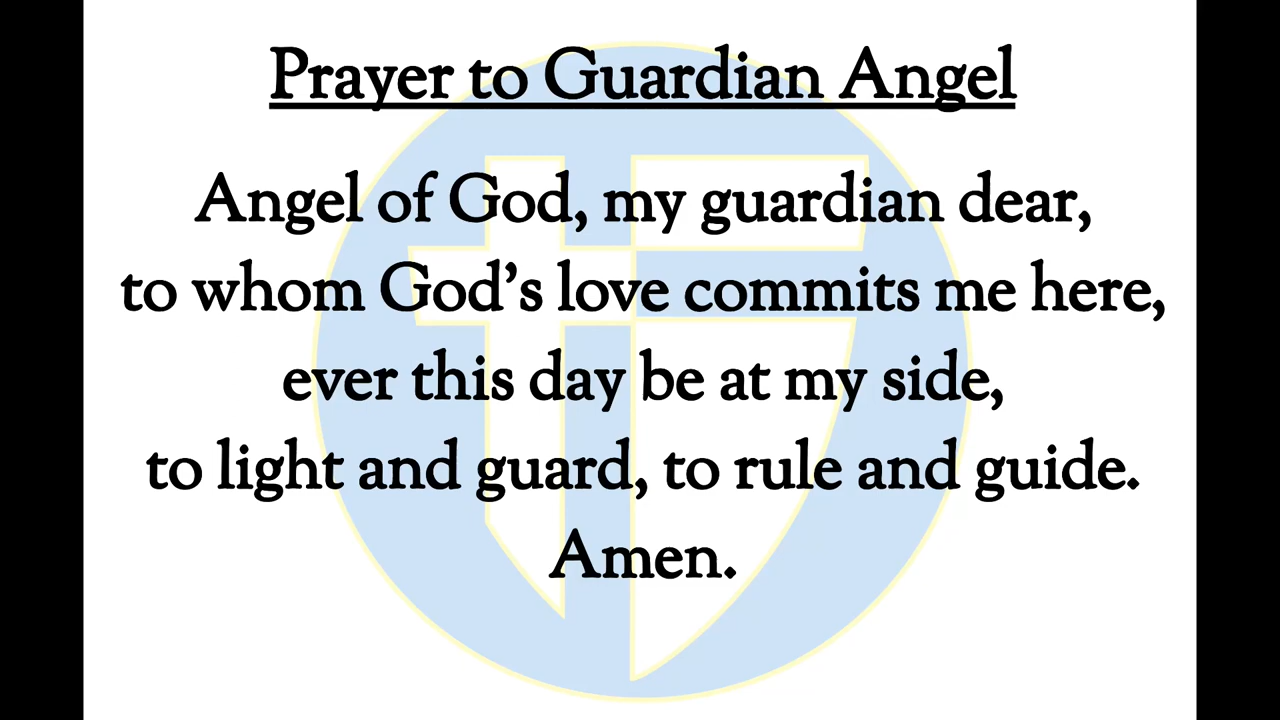 Prayer to Guardian Angel
Angel of God, my guardian dear,
to whom God’s love commits me here,
ever this day be at my side,
to light and guard, to rule and guide.
Amen.